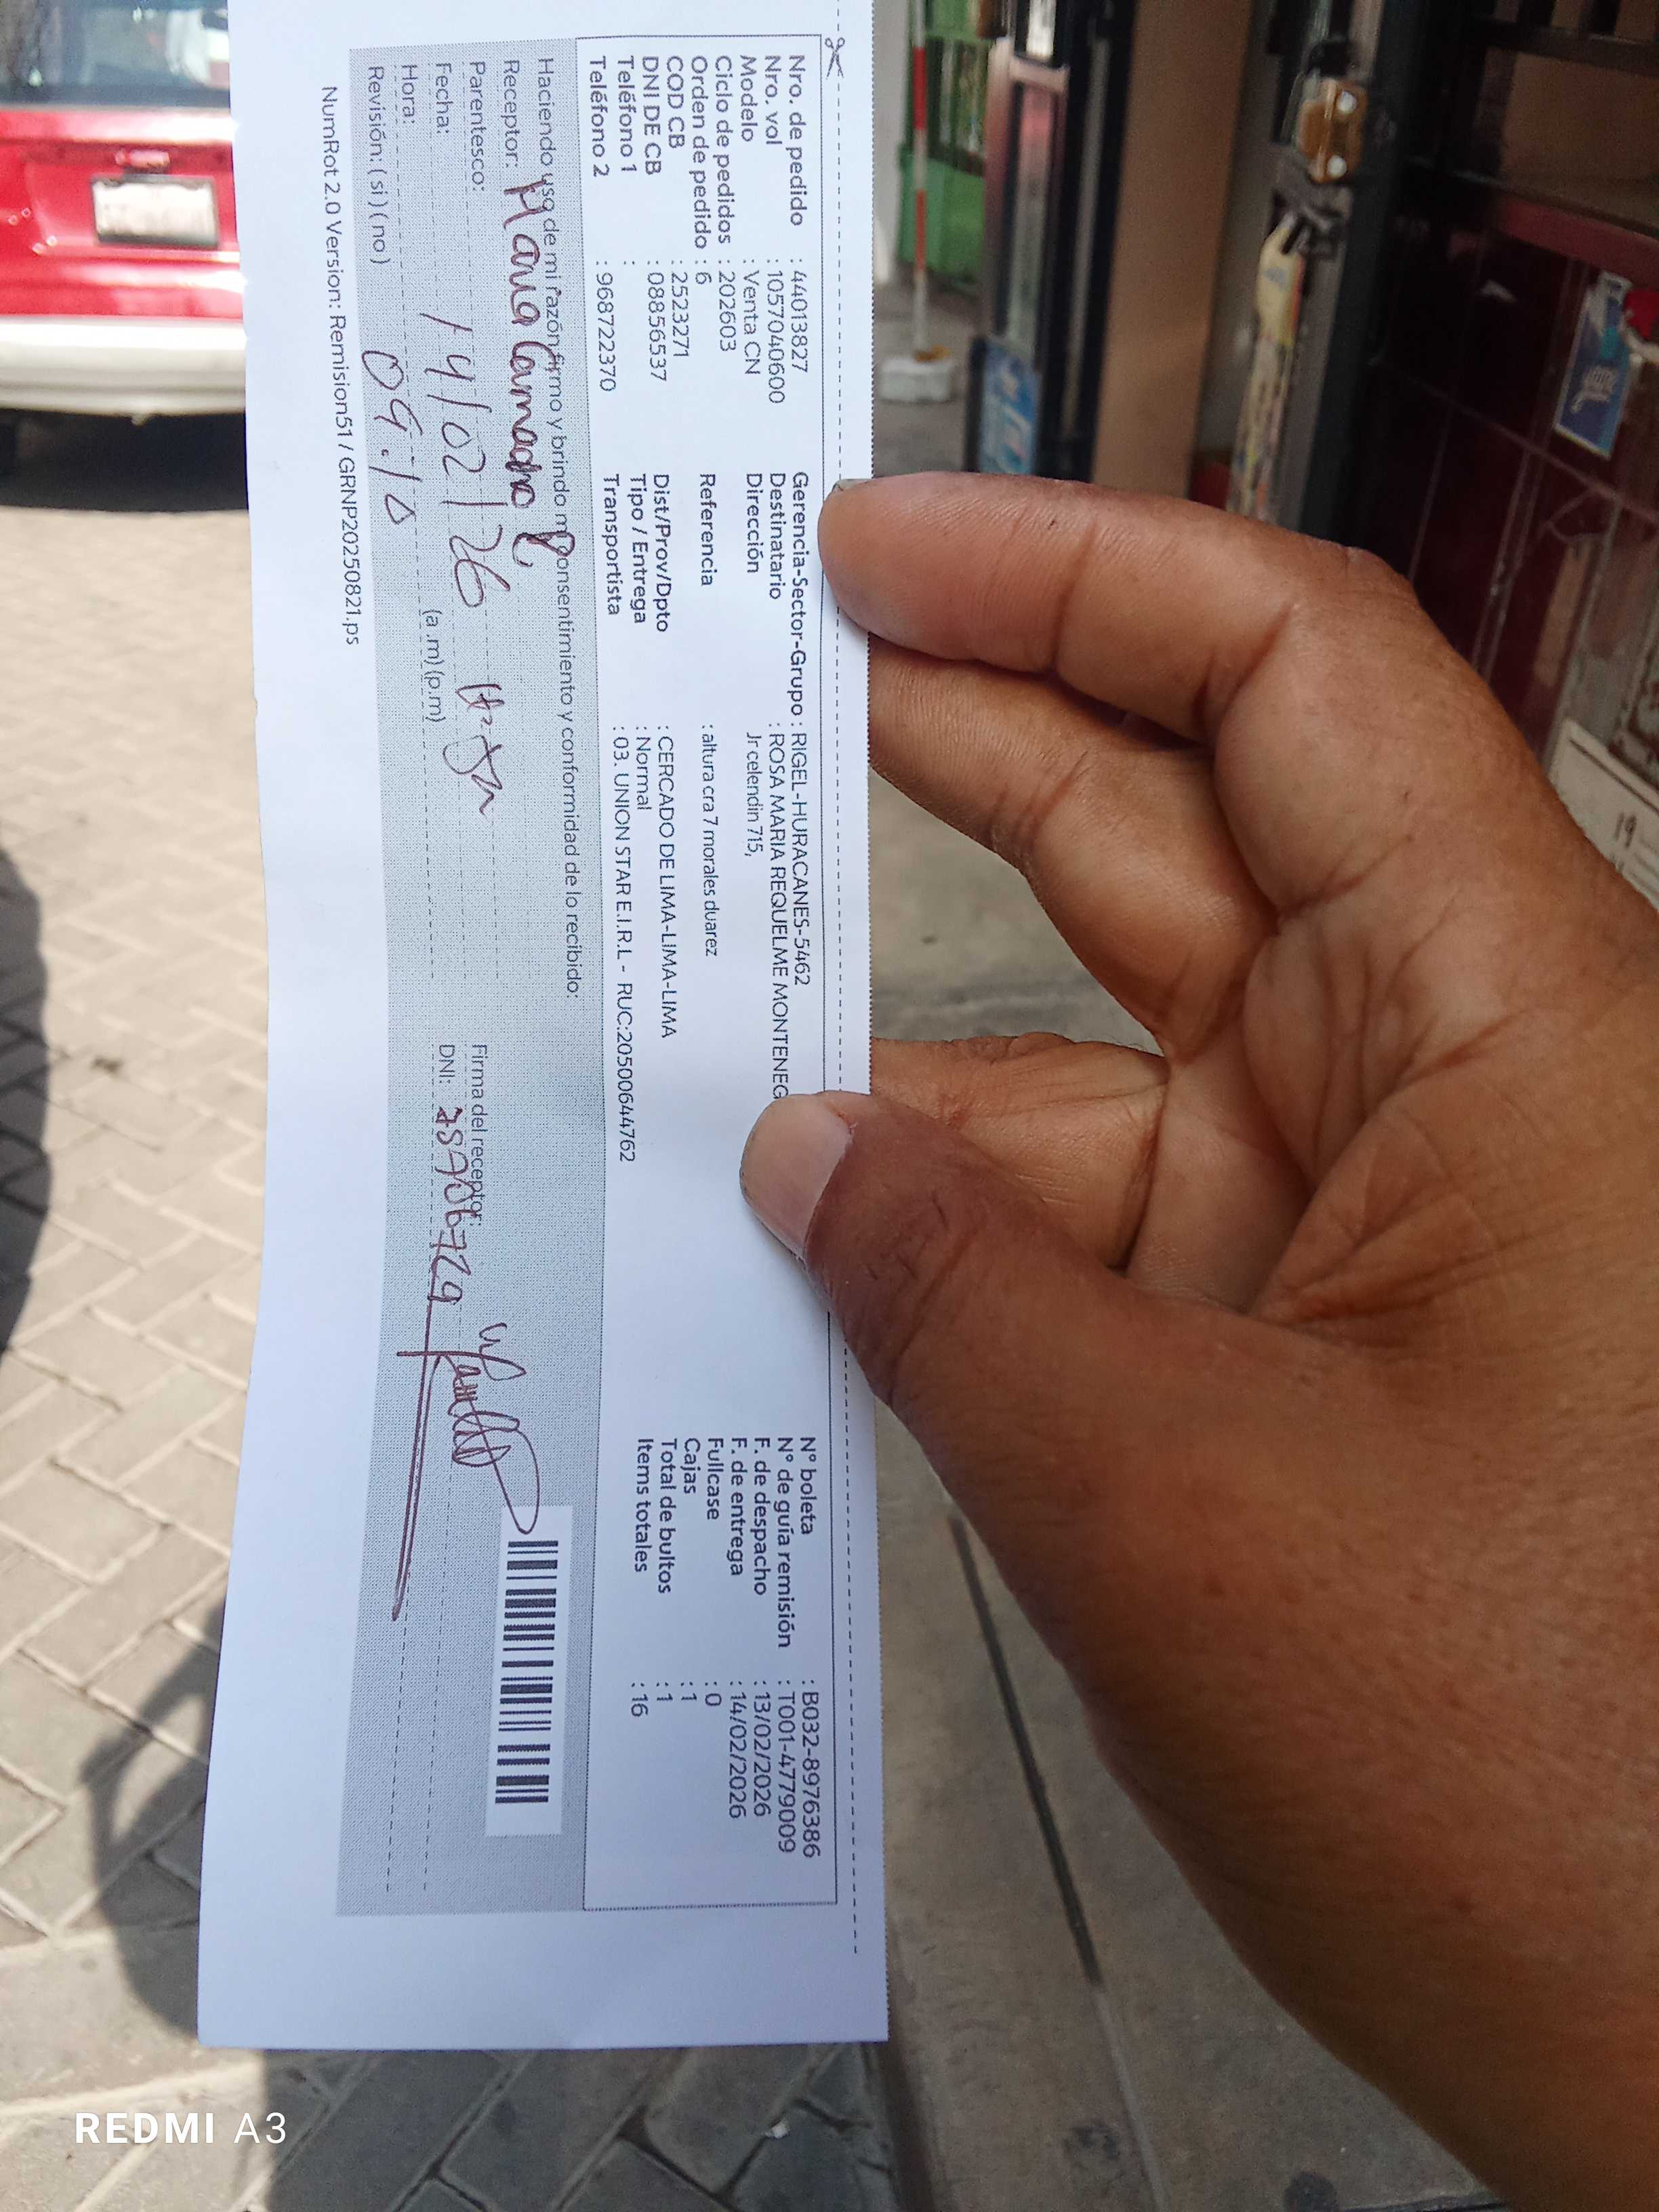 Nro. de pedido : 44013827
Nro. vol : 1057040600
Modelo : Venta CN
Ciclo de pedidos : 202603
Orden de pedido : 6
COD CB : 2523271
DNI DE CB : 08856537
Teléfono 1 :
Teléfono 2 : 968722370
Gerencia-Sector-Grupo : RIGEL-HURACANES-5462
Destinatario : ROSA MARIA REQUELME MONTENEG
Dirección Jr celendin 715,
Referencia : altura cra 7 morales duarez
Dist/Prov/Dpto : CERCADO DE LIMA-LIMA-LIMA
Tipo / Entrega : Normal
Transportista : 03. UNION STAR E.I.R.L - RUC:20500644762
Nº boleta : B032-8976386
Nº de guía remisión : T001-4779009
F. de despacho : 13/02/2026
F. de entrega : 14/02/2026
Fullcase : 0
Cajas : 1
Total de bultos : 1
Items totales : 16
Haciendo uso de mi razón firmo y brindo mi consentimiento y conformidad de lo recibido:
Receptor: Maria Camacho
Parentesco:
Fecha: 14/02/26
Hora: 09:10 (a .m) (p.m)
Revisión: ( si ) ( no )
Firma del receptor:
DNI:
NumRot 2.0 Version: Remision51 / GRNP20250821.ps
19
REDMI A3